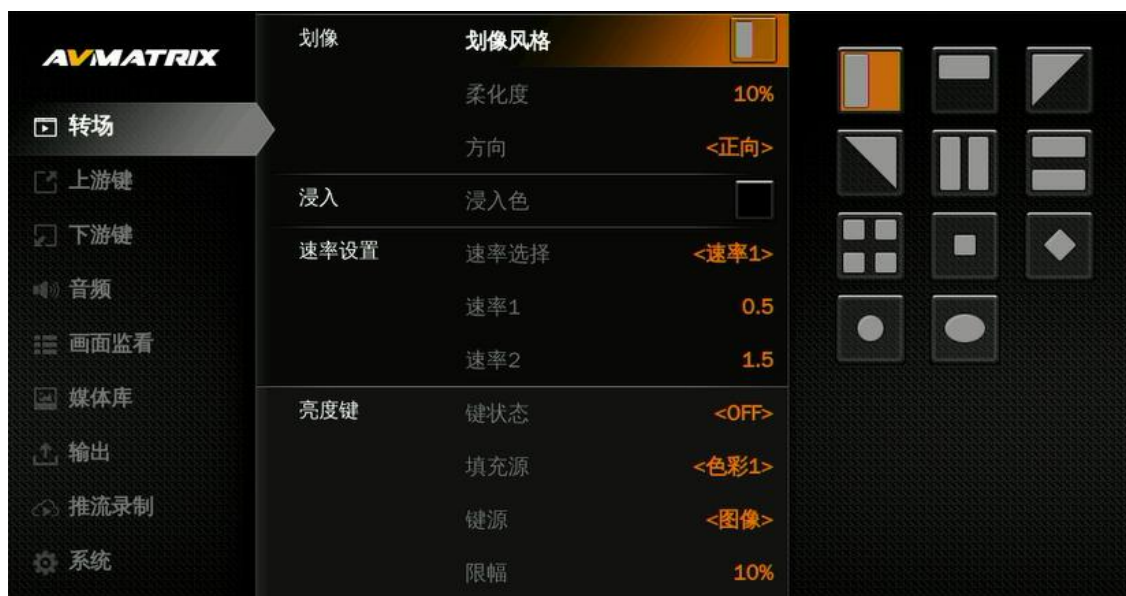 AVMATRIX
转场
上游键
下游键
音频
画面监看
媒体库
输出
推流录制
系统
划像 划像风格
柔化度 10%
方向 <正向>
浸入 浸入色
速率设置 速率选择 <速率1>
速率1 0.5
速率2 1.5
亮度键 键状态 <OFF>
填充源 <色彩1>
键源 <图像>
限幅 10%